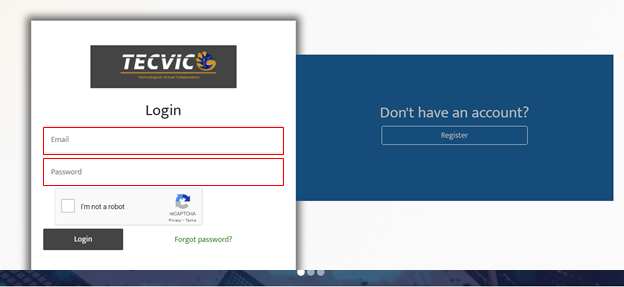 TECVIC
Technological Virtual Collaboration
Login
Email
Password
I'm not a robot
reCAPTCHA
Privacy - Terms
Login
Forgot password?
Don't have an account?
Register